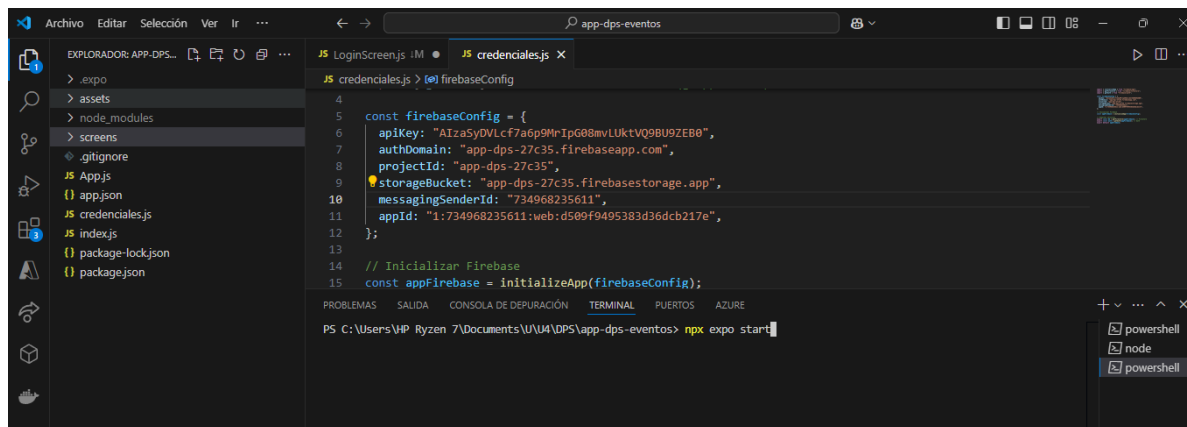 Archivo Editar Selección Ver Ir ···
app-dps-eventos
EXPLORADOR: APP-DPS...
> .expo
> assets
> node_modules
> screens
.gitignore
JS App.js
{} app.json
JS credenciales.js
JS index.js
{} package-lock.json
{} package.json
1
3
JS LoginScreen.js
JS credenciales.js
JS credenciales.js > firebaseConfig
4
5 const firebaseConfig = {
6 apiKey: "AIzaSyDVLcf7a6p9MrIpG08mvLUktVQ9BU9ZEB0",
7 authDomain: "app-dps-27c35.firebaseapp.com",
8 projectId: "app-dps-27c35",
9 storageBucket: "app-dps-27c35.firebasestorage.app",
10 messagingSenderId: "734968235611",
11 appId: "1:734968235611:web:d509f9495383d36dcb217e",
12 };
13
14 // Inicializar Firebase
15 const appFirebase = initializeApp(firebaseConfig);
PROBLEMAS SALIDA CONSOLA DE DEPURACIÓN TERMINAL PUERTOS AZURE
PS C:\Users\HP Ryzen 7\Documents\U\U4\DPS\app-dps-eventos> npx expo start
powershell
node
powershell